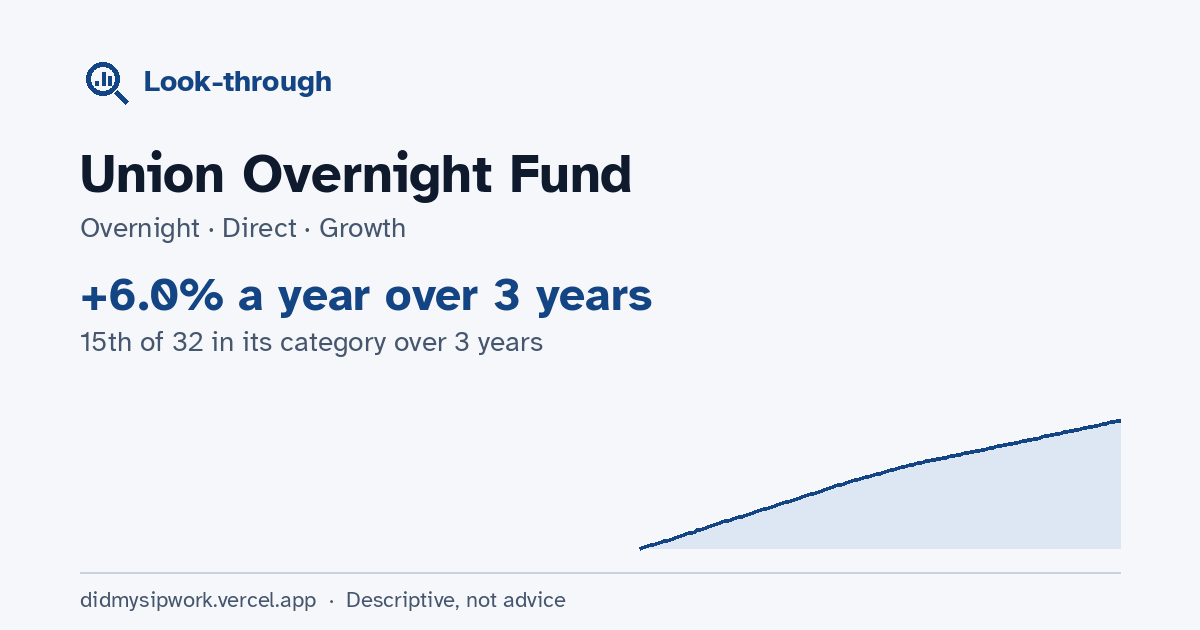 Look-through
Union Overnight Fund
Overnight · Direct · Growth
+6.0% a year over 3 years
15th of 32 in its category over 3 years
didmysipwork.vercel.app · Descriptive, not advice